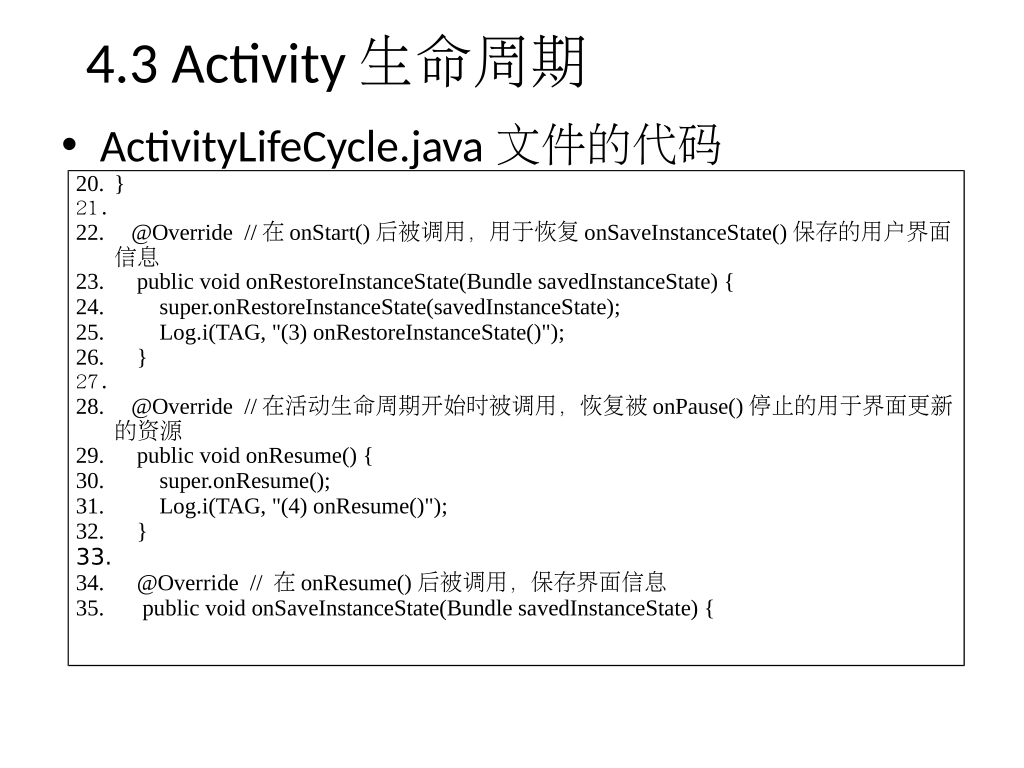 4.3 Activity 生命周期
• ActivityLifeCycle.java 文件的代码
20. }
21.
22. @Override // 在 onStart() 后被调用，用于恢复 onSaveInstanceState() 保存的用户界面
信息
23. public void onRestoreInstanceState(Bundle savedInstanceState) {
24. super.onRestoreInstanceState(savedInstanceState);
25. Log.i(TAG, "(3) onRestoreInstanceState()");
26. }
27.
28. @Override // 在活动生命周期开始时被调用，恢复被 onPause() 停止的用于界面更新
的资源
29. public void onResume() {
30. super.onResume();
31. Log.i(TAG, "(4) onResume()");
32. }
33.
34. @Override // 在 onResume() 后被调用，保存界面信息
35. public void onSaveInstanceState(Bundle savedInstanceState) {